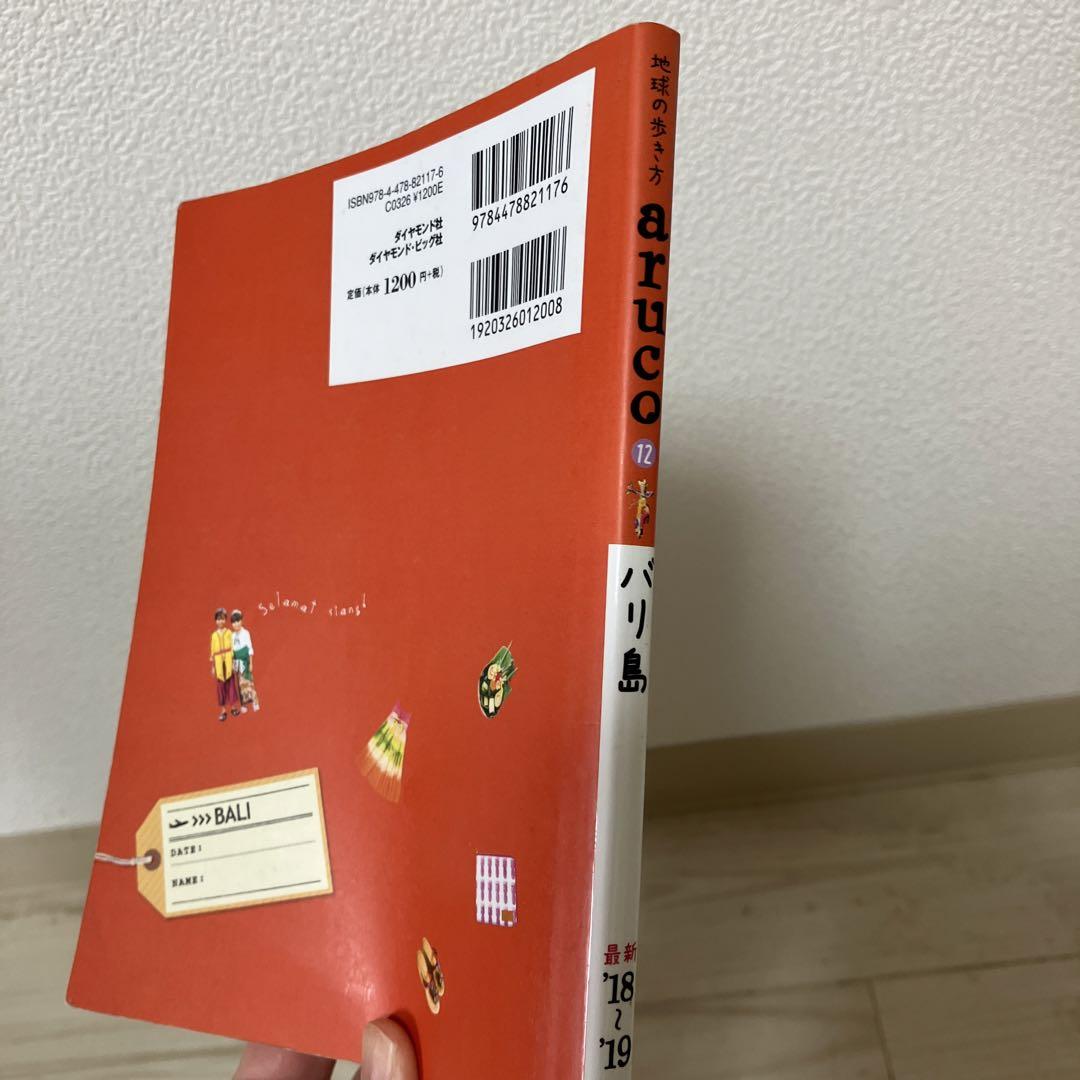 ISBN978-4-478-82117-6
C0326 ¥1200E
ダイヤモンド社
ダイヤモンド・ビッグ社
定価(本体1200円+税)
9784478821176
1920326012008
地球の歩き方
aruco
12
バリ島
最新
'18~'19
Selamat siang!
>>>BALI
DATE:
NAME: